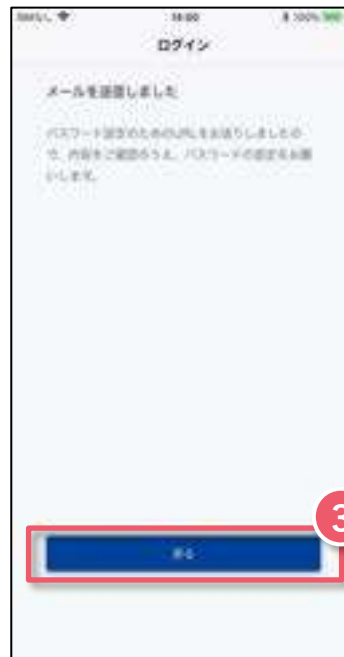 14:00
100%
ログイン
メールを送信しました
パスワード設定のためのURLをお送りしましたの
で、内容をご確認のうえ、パスワードの設定をお願
いします。
3
戻る